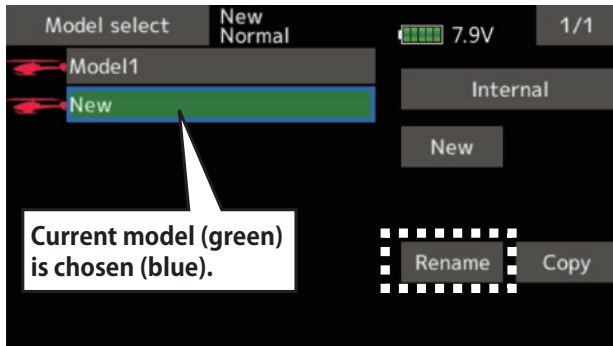 Model select
New
Normal
7.9V
1/1
Model1
New
Internal
New
Current model (green)
is chosen (blue).
Rename
Copy